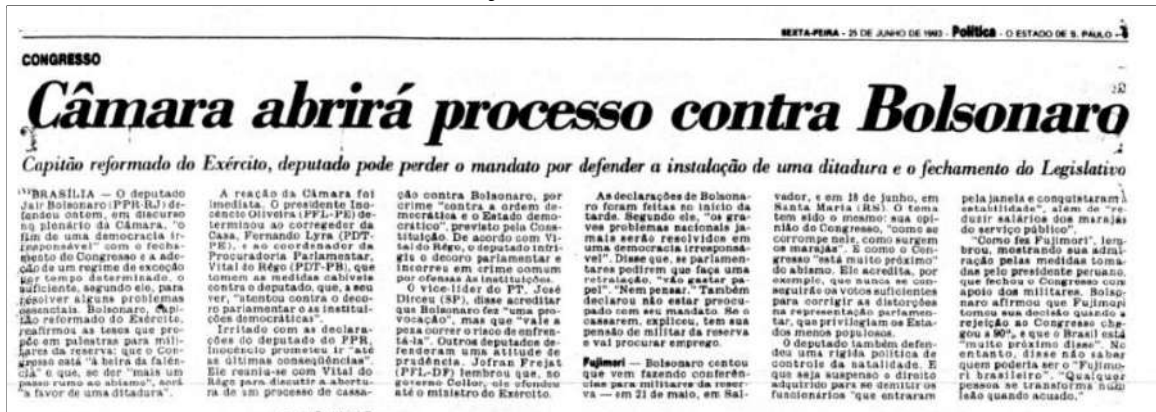 SEXTA-FEIRA - 25 DE JUNHO DE 1993 - Política - O ESTADO DE S. PAULO -
CONGRESSO
Câmara abrirá processo contra Bolsonaro
Capitão reformado do Exército, deputado pode perder o mandato por defender a instalação de uma ditadura e o fechamento do Legislativo
BRASÍLIA — O deputado
Jair Bolsonaro (PPR-RJ) de-
fendeu ontem, em discurso
no plenário da Câmara, "o
fim de uma democracia ir-
responsável" com o fecha-
mento do Congresso e a ado-
ção de um regime de exceção
por tempo determinado, o
suficiente, segundo ele, para
resolver alguns problemas
essenciais. Bolsonaro, capi-
tão reformado do Exército,
reafirmou as teses que pro-
põe em palestras para mili-
tares da reserva: que o Con-
gresso está "à beira da falên-
cia" e que, se der "mais um
passo rumo ao abismo", será
"a favor de uma ditadura".
A reação da Câmara foi
imediata. O presidente Ino-
cêncio Oliveira (PFL-PE) de-
terminou ao corregedor da
Casa, Fernando Lyra (PDT-
PE), e ao coordenador da
Procuradoria Parlamentar,
Vital do Rêgo (PDT-PB), que
tomem as medidas cabíveis
contra o deputado, que, a seu
ver, "atentou contra o deco-
ro parlamentar e as institui-
ções democráticas".
Irritado com as declara-
ções do deputado do PPR,
Inocêncio prometeu ir "até
as últimas conseqüências".
Ele reuniu-se com Vital do
Rêgo para discutir a abertu-
ra de um processo de cassa-
ção contra Bolsonaro, por
crime "contra a ordem de-
mocrática e o Estado demo-
crático", previsto pela Cons-
tituição. De acordo com Vi-
tal do Rêgo, o deputado infri-
giu o decoro parlamentar e
incorreu em crime comum
por ofensas às instituições.
O vice-líder do PT, José
Dirceu (SP), disse acreditar
que Bolsonaro fez "uma pro-
vocação", mas que "vale a
pena correr o risco de enfren-
tá-la". Outros deputados de-
fenderam uma atitude de
prudência. Jofran Frejat
(PFL-DF) lembrou que, no
governo Collor, ele ofendeu
até o ministro do Exército.
As declarações de Bolsona-
ro foram feitas no início da
tarde. Segundo ele, "os gra-
ves problemas nacionais ja-
mais serão resolvidos em
uma democracia irresponsá-
vel". Disse que, se parlamen-
tares pedirem que faça uma
retratação, "vão gastar pa-
pel". "Nem pensar." Também
declarou não estar preocu-
pado com seu mandato. Se o
cassarem, explicou, tem sua
pensão de militar da reserva
e vai procurar emprego.
Fujimori — Bolsonaro contou
que vem fazendo conferên-
cias para militares da reser-
va — em 21 de maio, em Sal-
vador, e em 18 de junho, em
Santa Maria (RS). O tema
tem sido o mesmo: sua opi-
nião do Congresso, "como se
corrompe nele, como surgem
os marajás". E como o Con-
gresso "está muito próximo"
do abismo. Ele acredita, por
exemplo, que nunca se con-
seguirão os votos suficientes
para corrigir as distorções
na representação parlamen-
tar, que privilegiam os Esta-
dos menos populosos.
O deputado também defen-
deu uma rígida política de
controle da natalidade. E
que seja suspenso o direito
adquirido para se demitir os
funcionários "que entraram
pela janela e conquistaram a
estabilidade", além de "re-
duzir salários dos marajás
do serviço público".
"Como fez Fujimori", lem-
brou, mostrando sua admi-
ração pelas medidas toma-
das pelo presidente peruano,
que fechou o Congresso com
apoio dos militares. Bolso-
naro afirmou que Fujimori
tomou sua decisão quando a
rejeição ao Congresso che-
gou a 90%, e que o Brasil está
"muito próximo disso". No
entanto, disse não saber
quem poderia ser o "Fujimo-
ri brasileiro". "Qualquer
pessoa se transforma num
leão quando acuado."